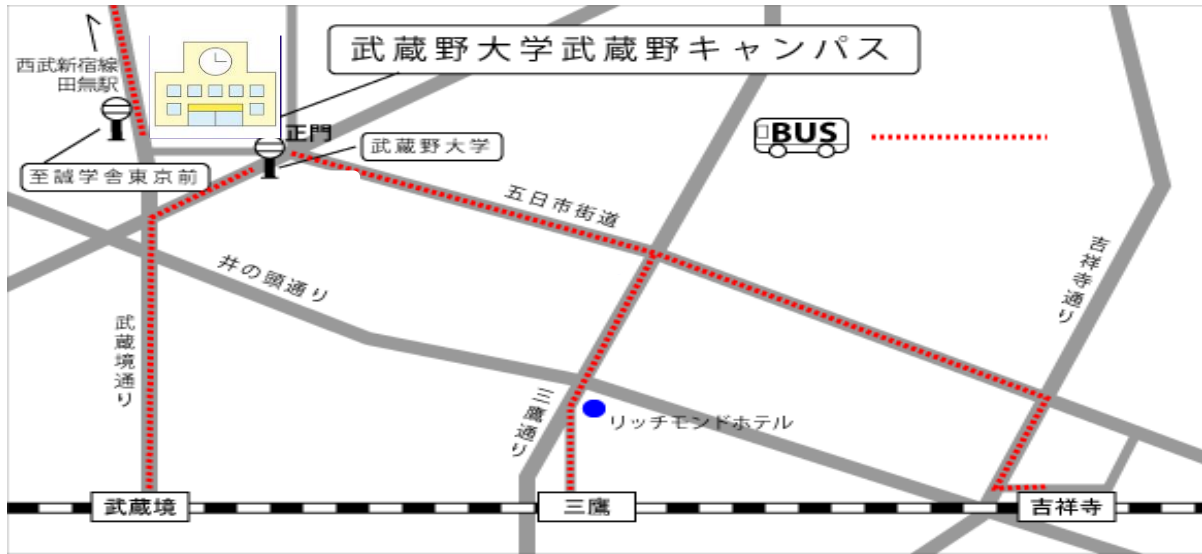 武蔵野大学武蔵野キャンパス
西武新宿線
田無駅
正門
武蔵野大学
BUS
至誠学舎東京前
五日市街道
吉祥寺通り
井の頭通り
武蔵境通り
三鷹通り
リッチモンドホテル
武蔵境
三鷹
吉祥寺